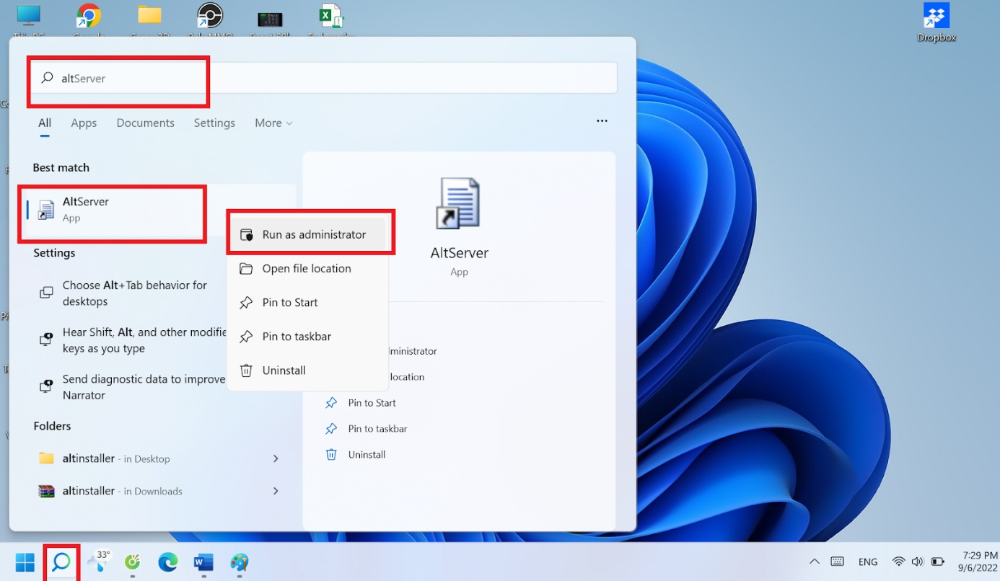 Dropbox
altServer
All Apps Documents Settings More
Best match
AltServer
App
Settings
Choose Alt+Tab behavior for
desktops
Hear Shift, Alt, and other modifie
keys as you type
Send diagnostic data to improve
Narrator
Folders
altinstaller - in Desktop
altinstaller - in Downloads
Run as administrator
Open file location
Pin to Start
Pin to taskbar
Uninstall
AltServer
App
dministrator
location
Pin to Start
Pin to taskbar
Uninstall
33°
ENG
7:29 PM
9/6/2022